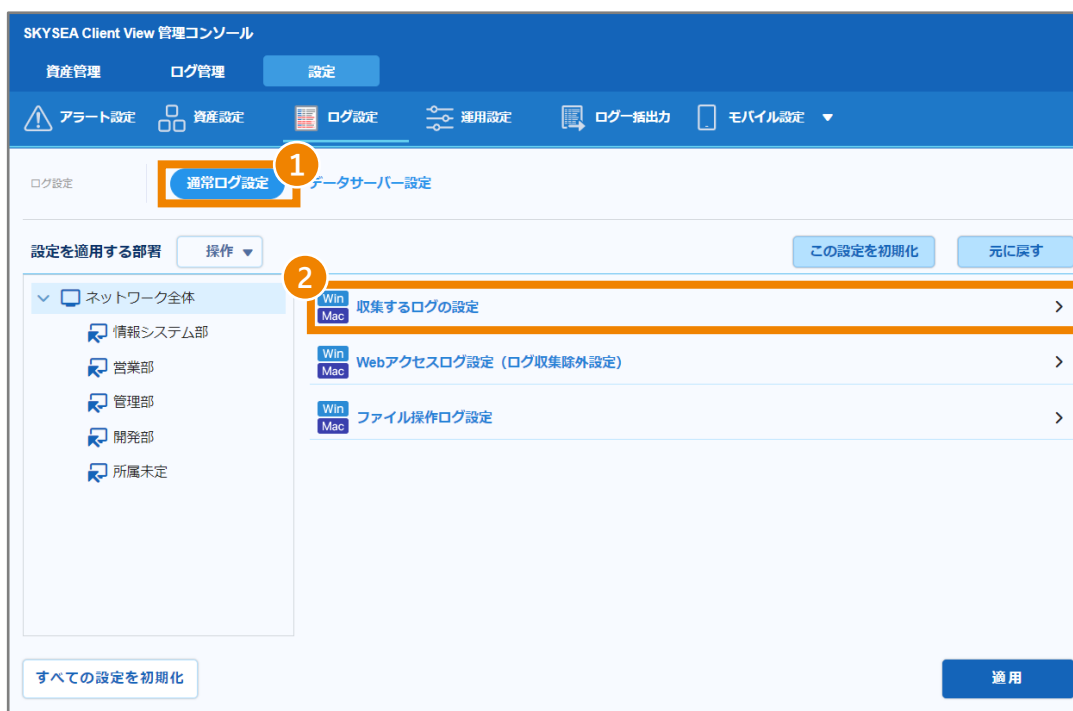 SKYSEA Client View 管理コンソール
資産管理 ログ管理 設定
アラート設定 資産設定 ログ設定 運用設定 ログ一括出力 モバイル設定 ▼
1
ログ設定 通常ログ設定 データサーバー設定
設定を適用する部署 操作 ▼ この設定を初期化 元に戻す
2
ネットワーク全体
情報システム部
営業部
管理部
開発部
所属未定
Win
Mac
収集するログの設定
Win
Mac
Webアクセスログ設定（ログ収集除外設定）
Win
Mac
ファイル操作ログ設定
すべての設定を初期化 適用